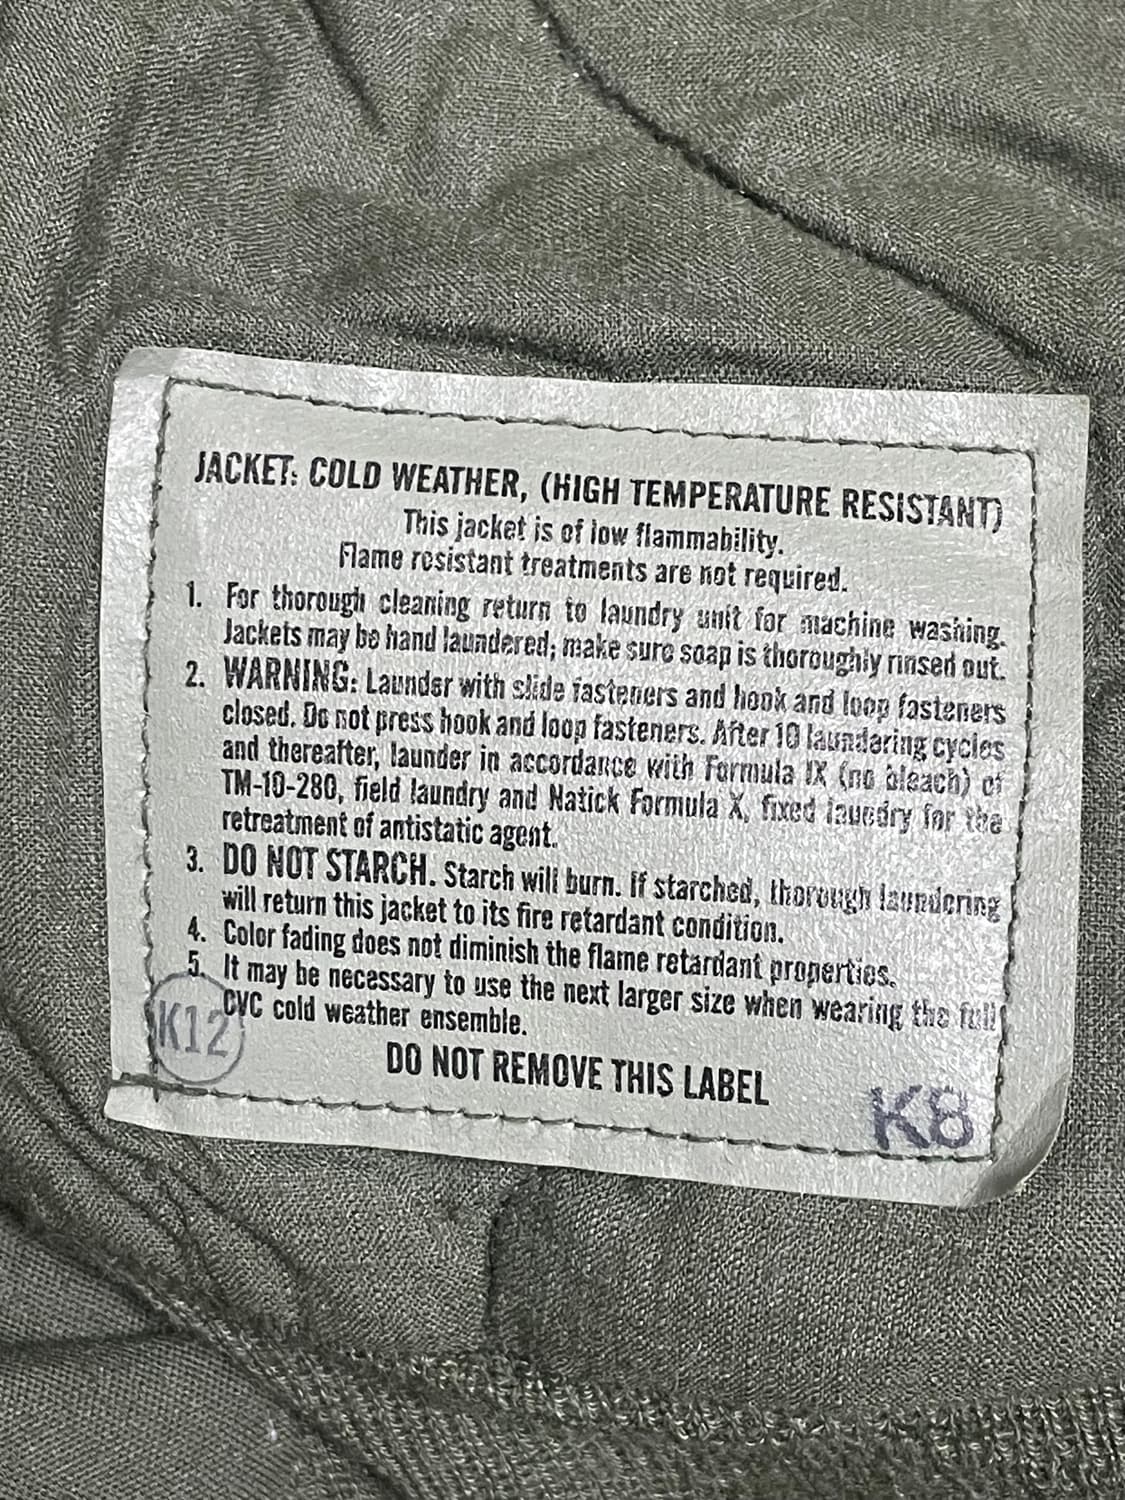 JACKET: COLD WEATHER, (HIGH TEMPERATURE RESISTANT)
This jacket is of low flammability.
Flame resistant treatments are not required.
1. For thorough cleaning return to laundry unit for machine washing.
Jackets may be hand laundered; make sure soap is thoroughly rinsed out.
2. WARNING: Launder with slide fasteners and hook and loop fasteners
closed. Do not press hook and loop fasteners. After 10 laundering cycles
and thereafter, launder in accordance with Formula IX (no bleach) of
TM-10-280, field laundry and Natick Formula X, fixed laundry for the
retreatment of antistatic agent.
3. DO NOT STARCH. Starch will burn. If starched, thorough laundering
will return this jacket to its fire retardant condition.
4. Color fading does not diminish the flame retardant properties.
5. It may be necessary to use the next larger size when wearing the full
CVC cold weather ensemble.
K12
DO NOT REMOVE THIS LABEL
K8